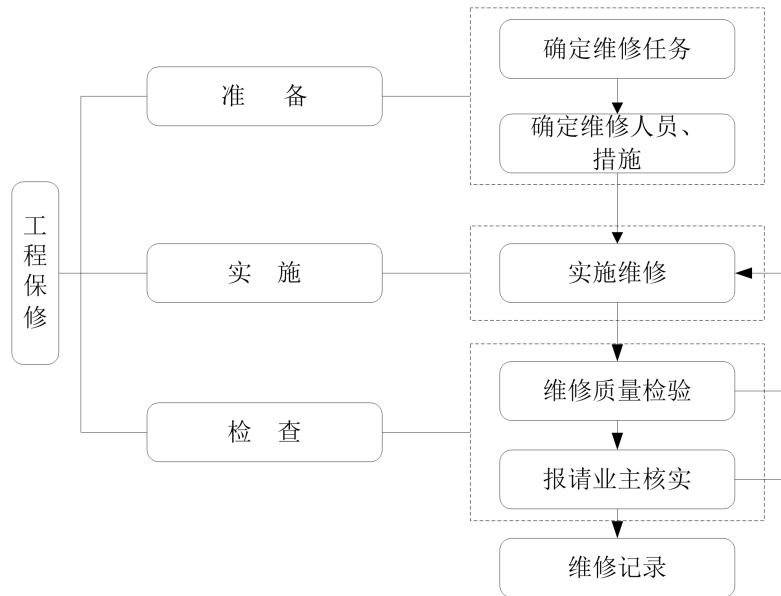 确定维修任务
准 备
确定维修人员、
措施
工程保修
实 施
实施维修
维修质量检验
检 查
报请业主核实
维修记录